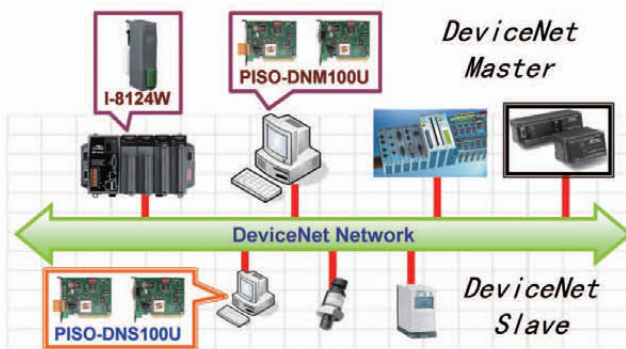 DeviceNet
Master
I-8124W
PISO-DNM100U
DeviceNet Network
PISO-DNS100U
DeviceNet
Slave